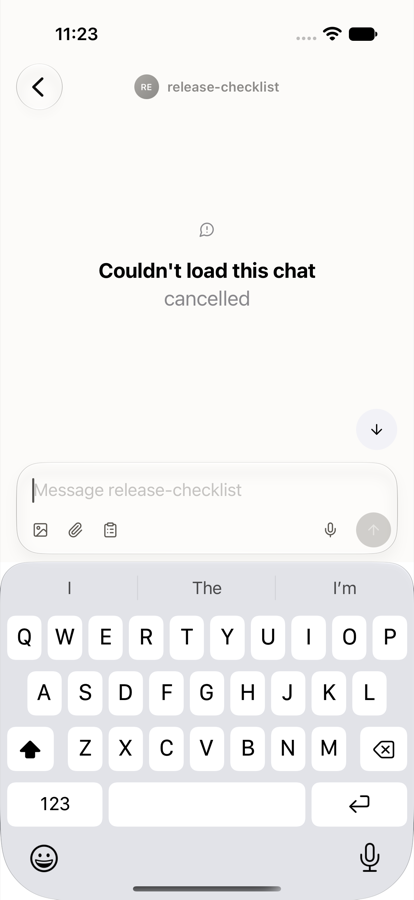 11:23
RE release-checklist
Couldn't load this chat
cancelled
Message release-checklist
I The I'm
Q W E R T Y U I O P
A S D F G H J K L
Z X C V B N M
123